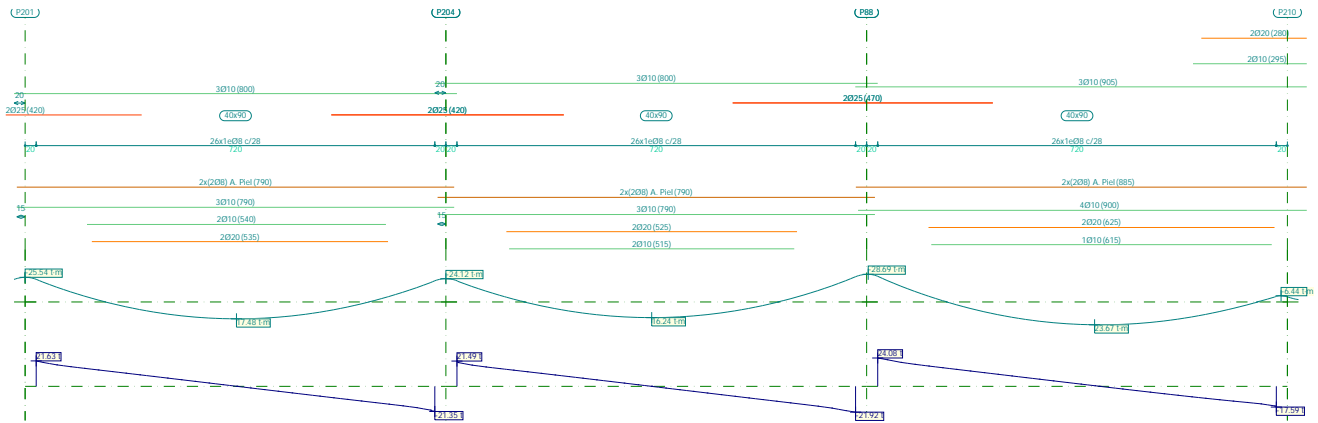 P201 P204 P88 P210
2Ø20 (280)
2Ø10 (295)
3Ø10 (800) 3Ø10 (800) 3Ø10 (905)
20 20
2Ø25 (420) 2Ø25 (420) 2Ø25 (470)
40x90 40x90 40x90
26x1eØ8 c/28 26x1eØ8 c/28 26x1eØ8 c/28
20 720 20 20 720 20 20 720 20
2x(2Ø8) A. Piel (790) 2x(2Ø8) A. Piel (790) 2x(2Ø8) A. Piel (885)
3Ø10 (790) 3Ø10 (790) 4Ø10 (900)
15 15
2Ø10 (540) 2Ø20 (525) 2Ø20 (625)
2Ø20 (535) 2Ø10 (515) 1Ø10 (615)
-25.54 t·m -24.12 t·m -28.69 t·m -6.44 t·m
17.48 t·m 16.24 t·m 23.67 t·m
21.63 t 21.49 t 24.08 t
-21.35 t -21.92 t -17.59 t